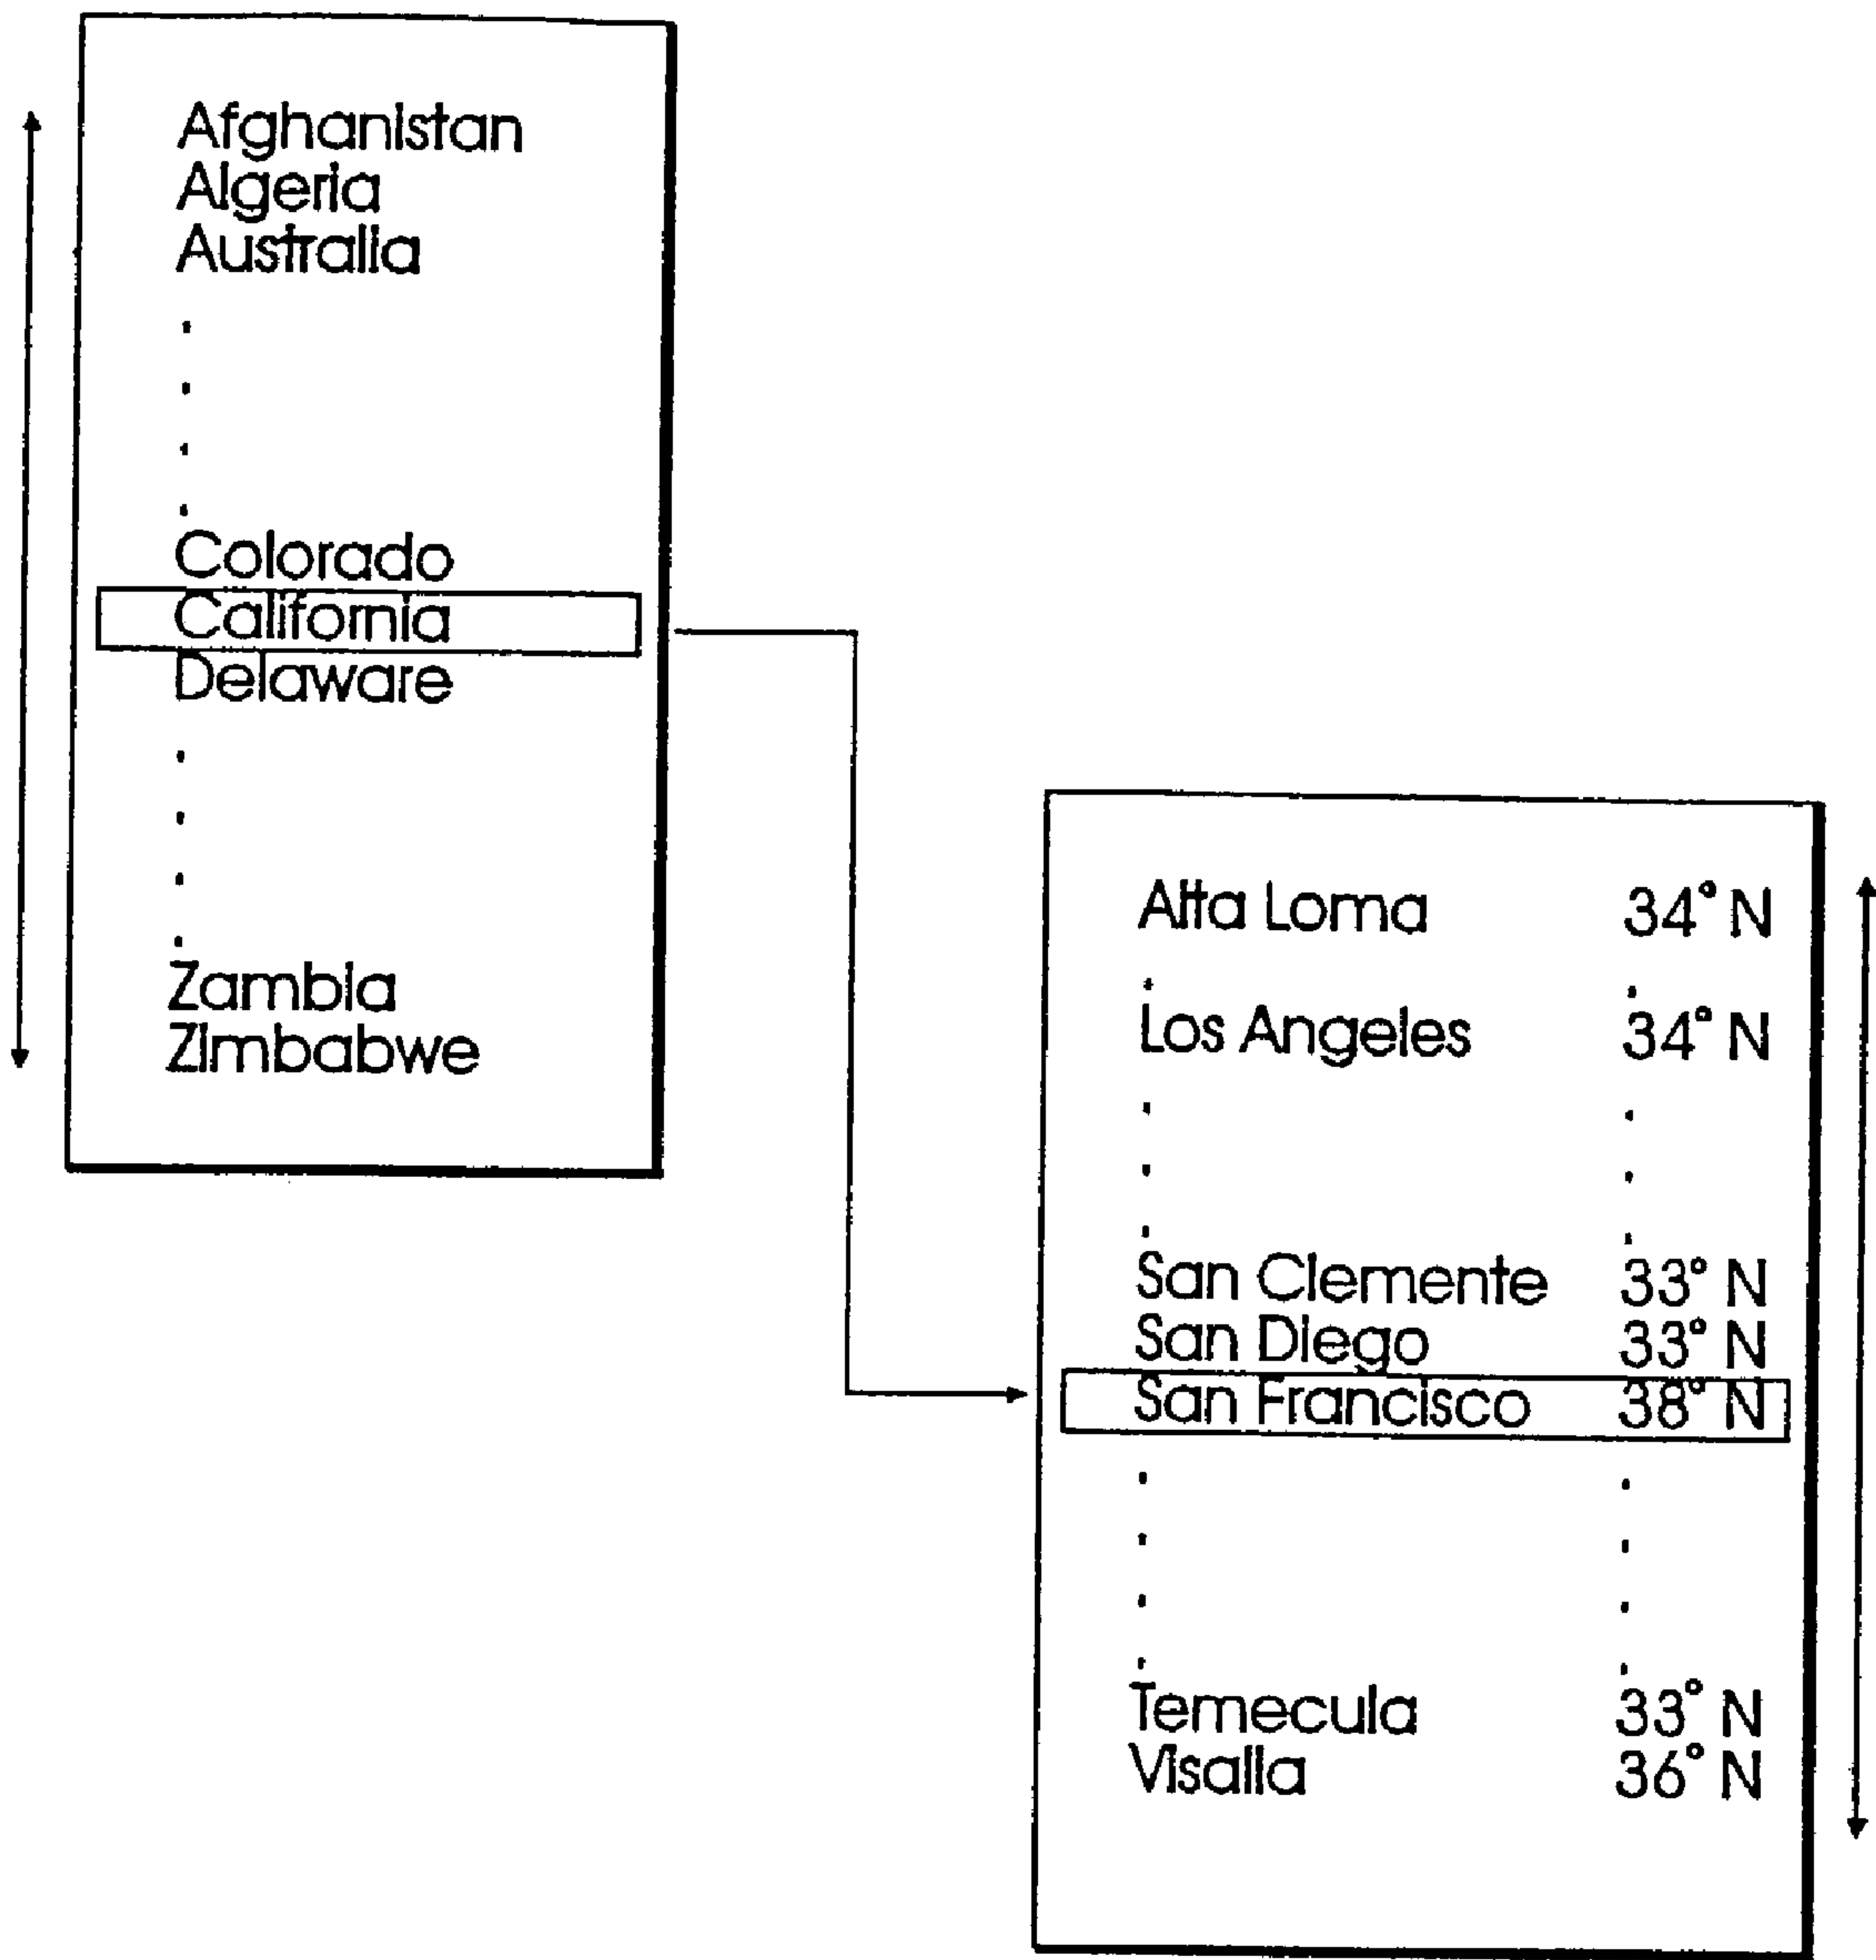 Afghanistan
Algeria
Australia
Colorado
California
Delaware
Zambia
Zimbabwe
Alta Loma 34° N
Los Angeles 34° N
San Clemente 33° N
San Diego 33° N
San Francisco 38° N
Temecula 33° N
Visalia 36° N